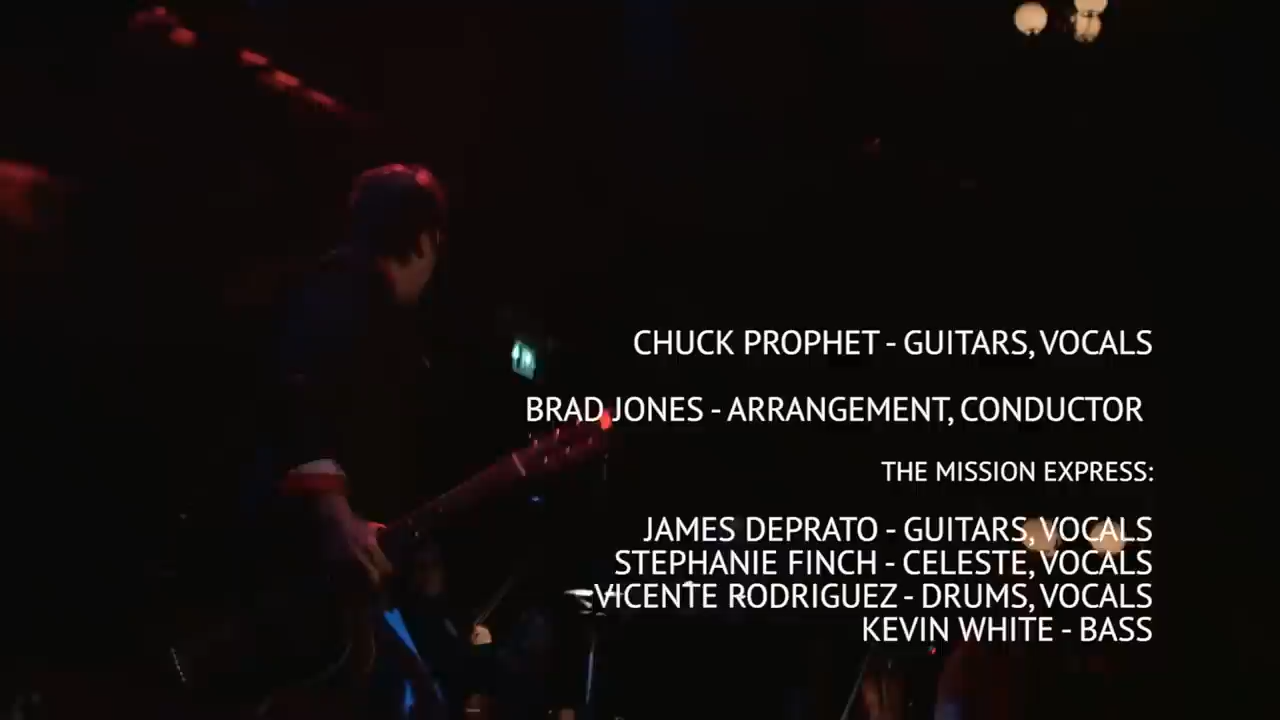 CHUCK PROPHET - GUITARS, VOCALS
BRAD JONES - ARRANGEMENT, CONDUCTOR
THE MISSION EXPRESS:
JAMES DEPRATO - GUITARS, VOCALS
STEPHANIE FINCH - CELESTE, VOCALS
VICENTE RODRIGUEZ - DRUMS, VOCALS
KEVIN WHITE - BASS